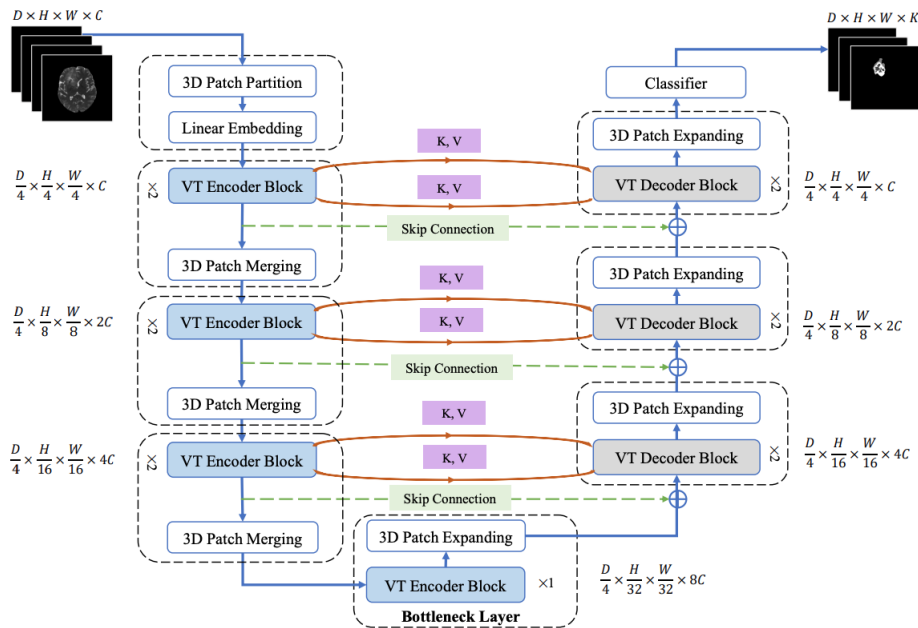 D × H × W × C
D × H × W × K
3D Patch Partition
Classifier
Linear Embedding
3D Patch Expanding
K, V
D/4 × H/4 × W/4 × C
×2
VT Encoder Block
VT Decoder Block
×2
D/4 × H/4 × W/4 × C
K, V
Skip Connection
3D Patch Merging
3D Patch Expanding
K, V
D/4 × H/8 × W/8 × 2C
×2
VT Encoder Block
K, V
VT Decoder Block
×2
D/4 × H/8 × W/8 × 2C
Skip Connection
3D Patch Merging
3D Patch Expanding
K, V
D/4 × H/16 × W/16 × 4C
×2
VT Encoder Block
K, V
VT Decoder Block
×2
D/4 × H/16 × W/16 × 4C
Skip Connection
3D Patch Merging
3D Patch Expanding
VT Encoder Block
×1
D/4 × H/32 × W/32 × 8C
Bottleneck Layer